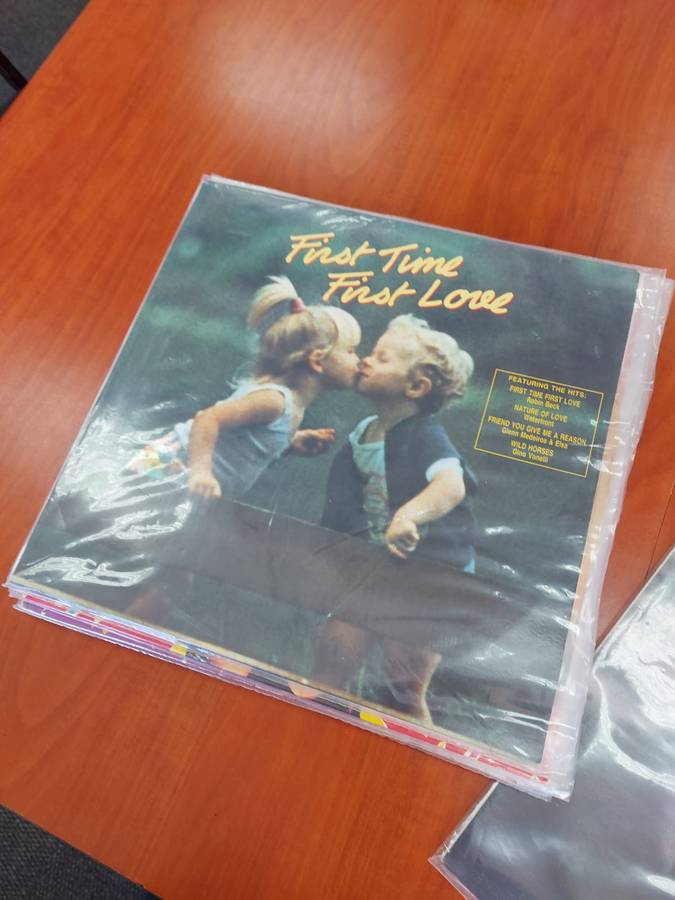 First Time
First Love
FEATURING THE HITS:
FIRST TIME FIRST LOVE
Robin Beck
NATURE OF LOVE
Waterfront
FRIEND YOU GIVE ME A REASON
Glenn Medeiros & Elsa
WILD HORSES
Gino Vanelli